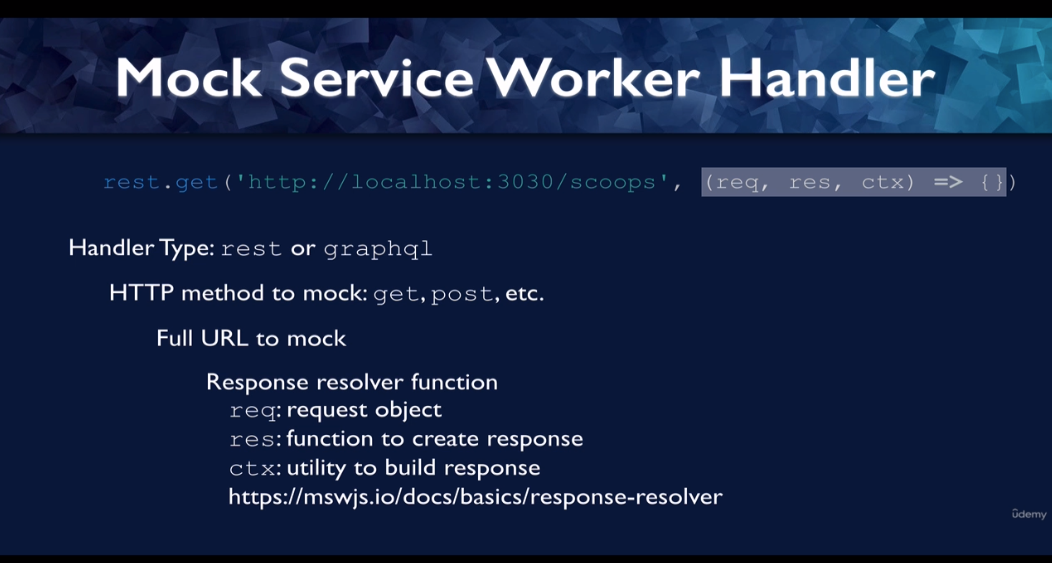 Mock Service Worker Handler
rest.get('http://localhost:3030/scoops', (req, res, ctx) => {})
Handler Type: rest or graphql
HTTP method to mock: get, post, etc.
Full URL to mock
Response resolver function
req: request object
res: function to create response
ctx: utility to build response
https://mswjs.io/docs/basics/response-resolver
ûdemy